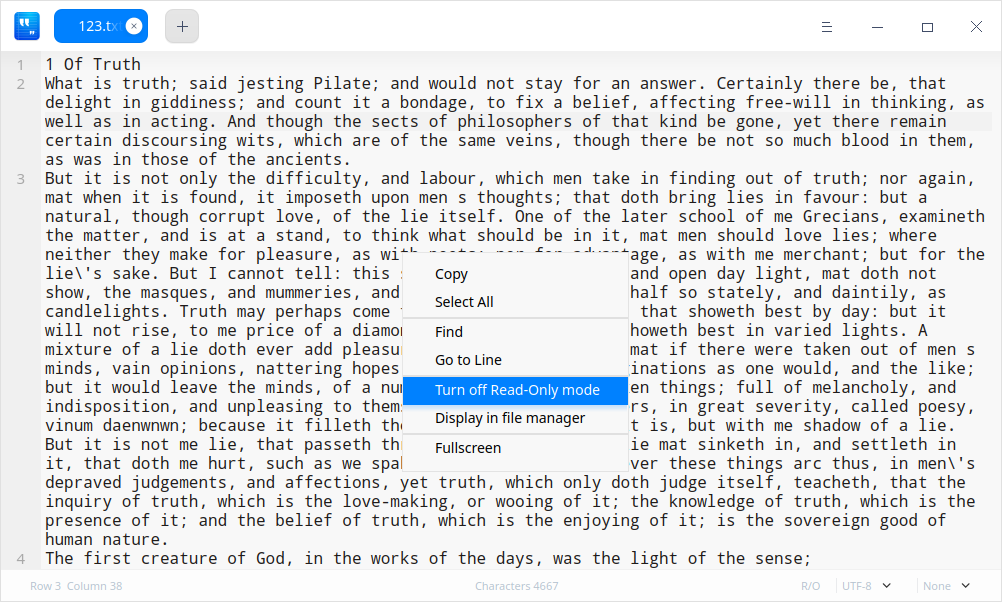 123.tx
1 1 Of Truth
2 What is truth; said jesting Pilate; and would not stay for an answer. Certainly there be, that
delight in giddiness; and count it a bondage, to fix a belief, affecting free-will in thinking, as
well as in acting. And though the sects of philosophers of that kind be gone, yet there remain
certain discoursing wits, which are of the same veins, though there be not so much blood in them,
as was in those of the ancients.
3 But it is not only the difficulty, and labour, which men take in finding out of truth; nor again,
mat when it is found, it imposeth upon men s thoughts; that doth bring lies in favour: but a
natural, though corrupt love, of the lie itself. One of the later school of me Grecians, examineth
the matter, and is at a stand, to think what should be in it, mat men should love lies; where
neither they make for pleasure, as with poets; nor for advantage, as with me merchant; but for the
lie\'s sake. But I cannot tell: this and open day light, mat doth not
show, the masques, and mummeries, and half so stately, and daintily, as
candlelights. Truth may perhaps come that showeth best by day: but it
will not rise, to me price of a diamon howeth best in varied lights. A
mixture of a lie doth ever add pleasu mat if there were taken out of men s
minds, vain opinions, nattering hopes inations as one would, and the like;
but it would leave the minds, of a nu en things; full of melancholy, and
indisposition, and unpleasing to them rs, in great severity, called poesy,
vinum daenwnwn; because it filleth the t is, but with me shadow of a lie.
But it is not me lie, that passeth th ie mat sinketh in, and settleth in
it, that doth me hurt, such as we spa ver these things arc thus, in men\'s
depraved judgements, and affections, yet truth, which only doth judge itself, teacheth, that the
inquiry of truth, which is the love-making, or wooing of it; the knowledge of truth, which is the
presence of it; and the belief of truth, which is the enjoying of it; is the sovereign good of
human nature.
4 The first creature of God, in the works of the days, was the light of the sense;
Copy
Select All
Find
Go to Line
Turn off Read-Only mode
Display in file manager
Fullscreen
Row 3 Column 38 Characters 4667 R/O UTF-8 None